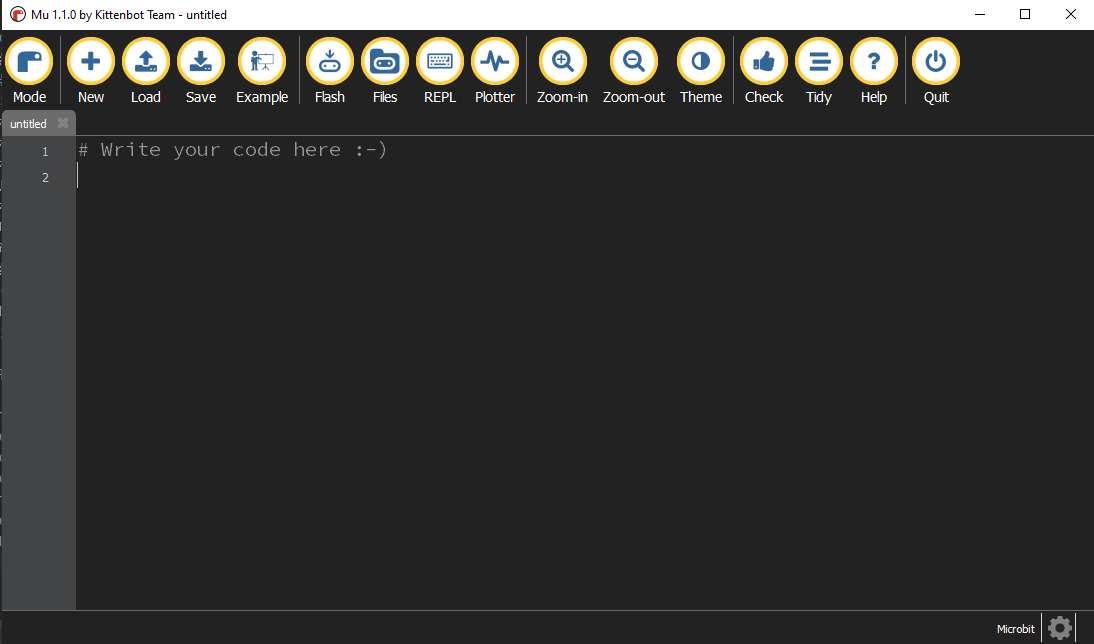 Mu 1.1.0 by Kittenbot Team - untitled
Mode New Load Save Example Flash Files REPL Plotter Zoom-in Zoom-out Theme Check Tidy Help Quit
untitled
1 # Write your code here :-)
2
Microbit